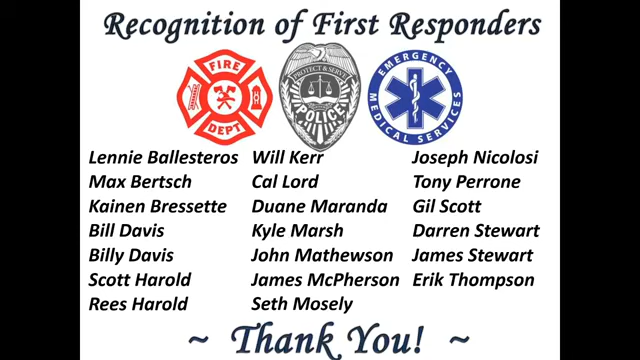 Recognition of First Responders
FIRE
DEPT
PROTECT & SERVE
POLICE
EMERGENCY
MEDICAL SERVICES
Lennie Ballesteros Will Kerr Joseph Nicolosi
Max Bertsch Cal Lord Tony Perrone
Kainen Bressette Duane Maranda Gil Scott
Bill Davis Kyle Marsh Darren Stewart
Billy Davis John Mathewson James Stewart
Scott Harold James McPherson Erik Thompson
Rees Harold Seth Mosely
~ Thank You! ~